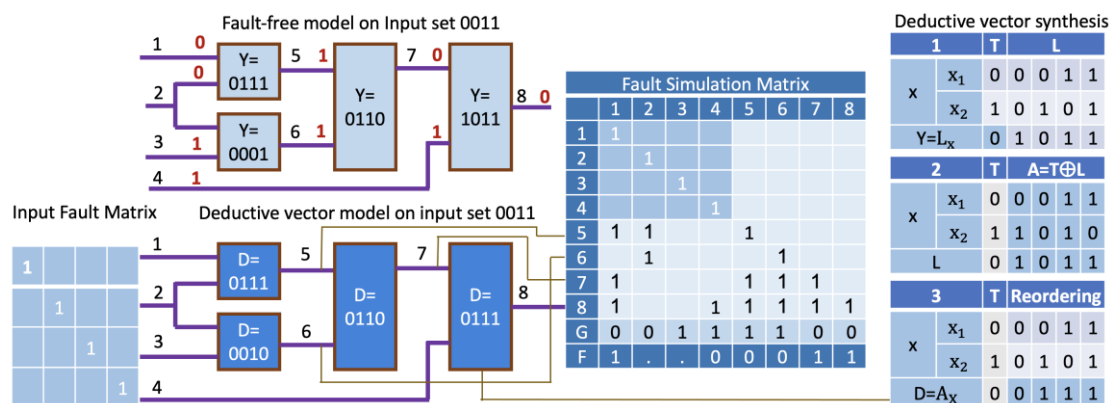 Fault-free model on Input set 0011
1 0
0
2
3 1
4 1
Y=
0111
Y=
0001
5 1
6 1
Y=
0110
7 0
1
Y=
1011
8 0
Input Fault Matrix
1
1
1
1
Deductive vector model on input set 0011
1
2
3
4
D=
0111
D=
0010
5
6
D=
0110
7
D=
0111
8
Fault Simulation Matrix
1 2 3 4 5 6 7 8
1 1
2 1
3 1
4 1
5 1 1 1
6 1 1
7 1 1 1 1
8 1 1 1 1 1 1
G 0 0 1 1 1 1 0 0
F 1 . . 0 0 0 1 1
Deductive vector synthesis
1 T L
x x₁ 0 0 0 1 1
x₂ 1 0 1 0 1
Y=Lₓ 0 1 0 1 1
2 T A=T⊕L
x x₁ 0 0 0 1 1
x₂ 1 1 0 1 0
L 0 1 0 1 1
3 T Reordering
x x₁ 0 0 0 1 1
x₂ 1 0 1 0 1
D=Aₓ 0 0 1 1 1